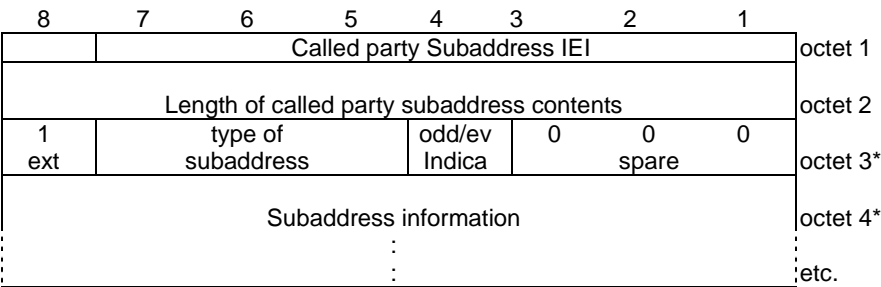 8 7 6 5 4 3 2 1
Called party Subaddress IEI octet 1
Length of called party subaddress contents octet 2
1 type of odd/ev 0 0 0
ext subaddress Indica spare octet 3*
Subaddress information octet 4*
:
: etc.